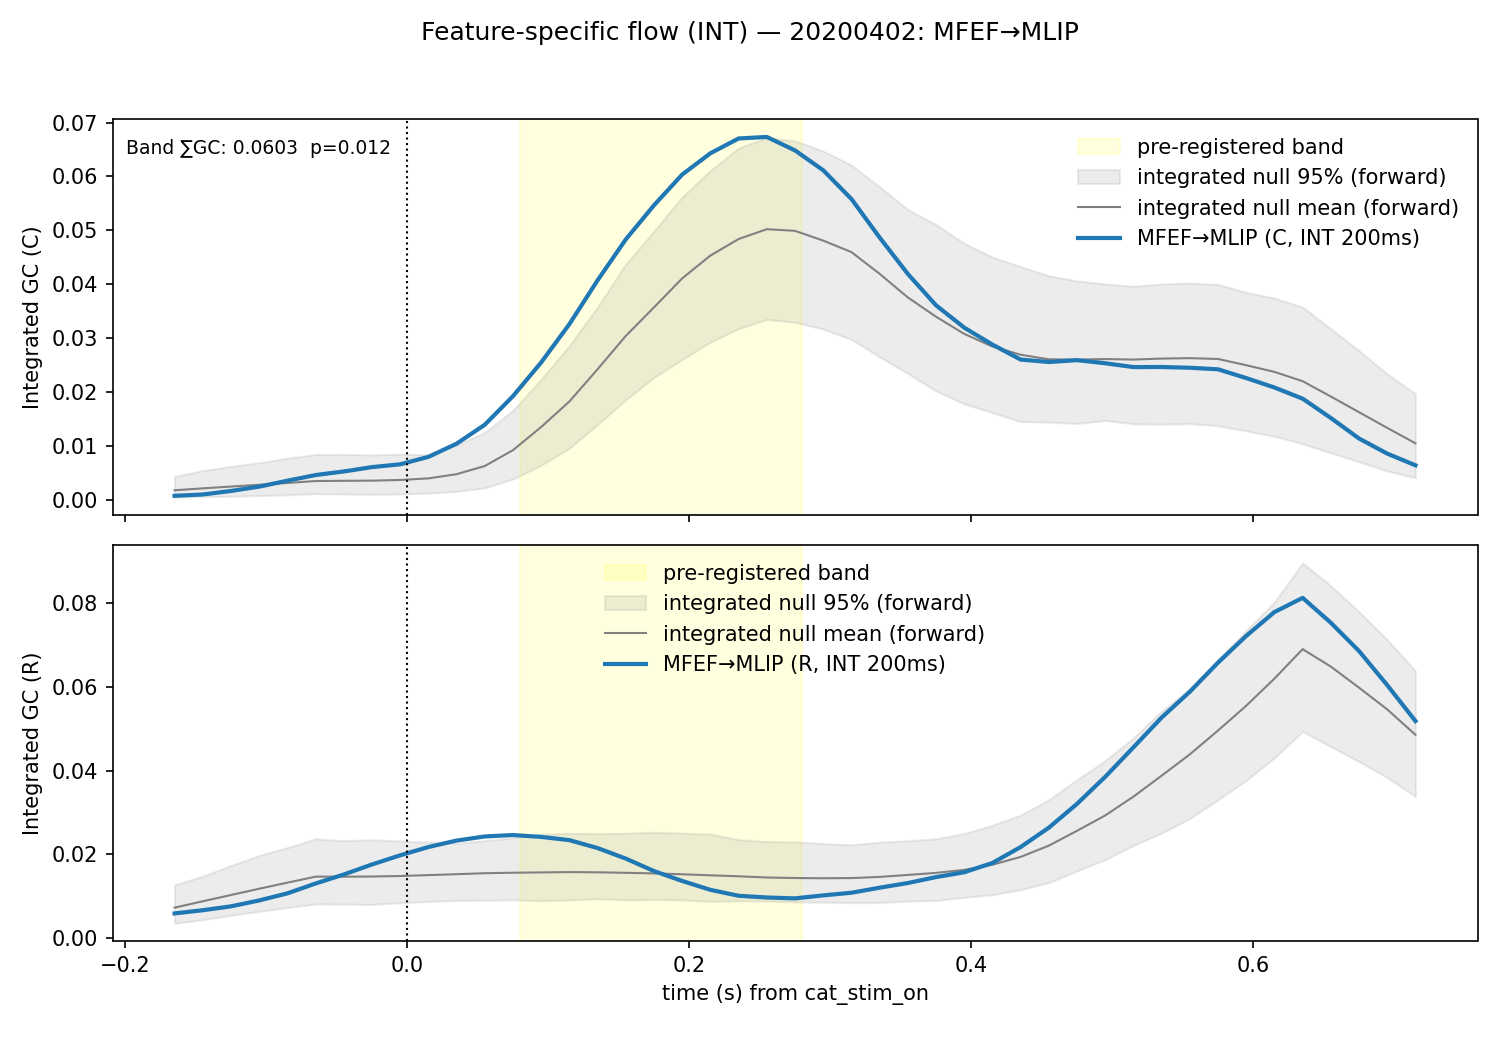 Feature-specific flow (INT) — 20200402: MFEF→MLIP
Band ∑GC: 0.0603  p=0.012
pre-registered band
integrated null 95% (forward)
integrated null mean (forward)
MFEF→MLIP (C, INT 200ms)
Integrated GC (C)
0.07
0.06
0.05
0.04
0.03
0.02
0.01
0.00
pre-registered band
integrated null 95% (forward)
integrated null mean (forward)
MFEF→MLIP (R, INT 200ms)
Integrated GC (R)
0.08
0.06
0.04
0.02
0.00
−0.2 0.0 0.2 0.4 0.6
time (s) from cat_stim_on